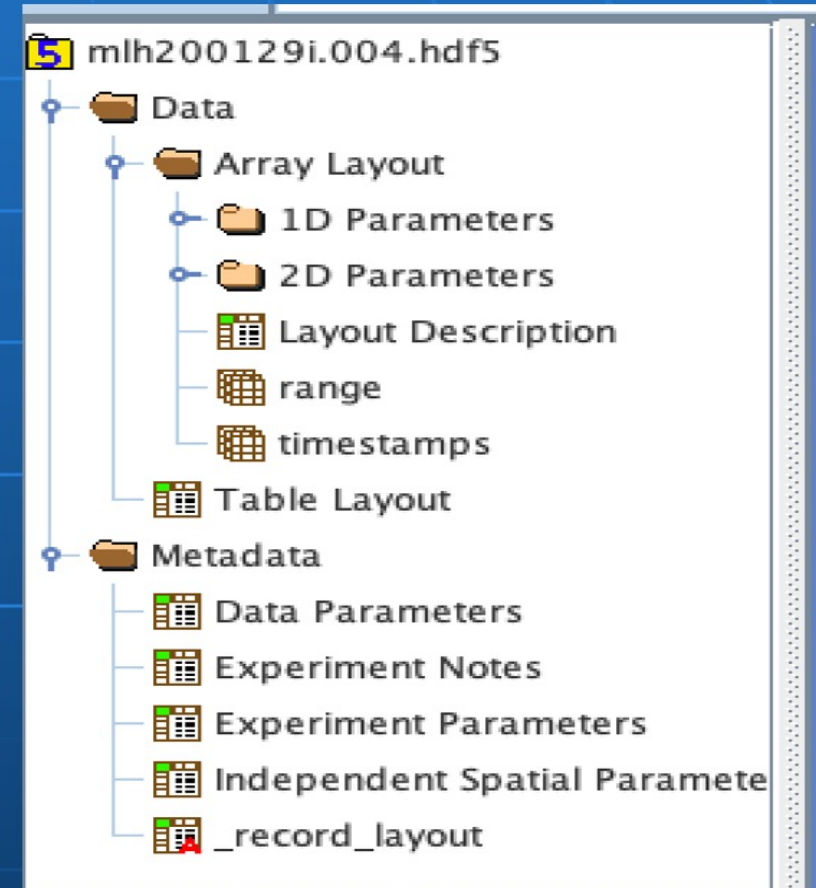 mlh200129i.004.hdf5
Data
Array Layout
1D Parameters
2D Parameters
Layout Description
range
timestamps
Table Layout
Metadata
Data Parameters
Experiment Notes
Experiment Parameters
Independent Spatial Paramete
_record_layout